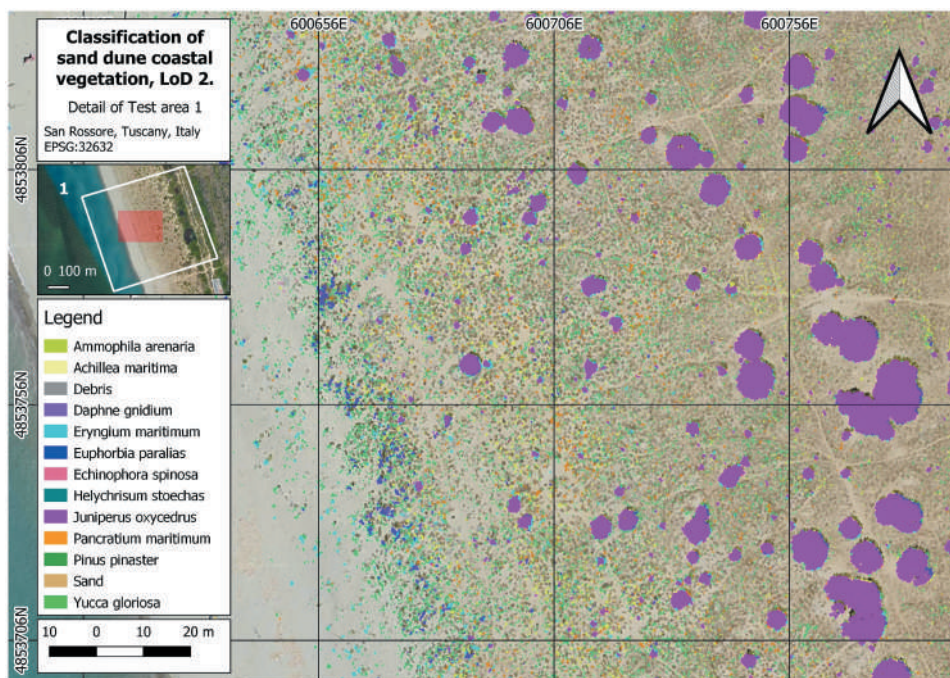 Classification of
sand dune coastal
vegetation, LoD 2.
Detail of Test area 1
San Rossore, Tuscany, Italy
EPSG:32632
600656E
600706E
600756E
4853806N
4853756N
4853706N
1
0 100 m
Legend
Ammophila arenaria
Achillea maritima
Debris
Daphne gnidium
Eryngium maritimum
Euphorbia paralias
Echinophora spinosa
Helychrisum stoechas
Juniperus oxycedrus
Pancratium maritimum
Pinus pinaster
Sand
Yucca gloriosa
10 0 10 20 m